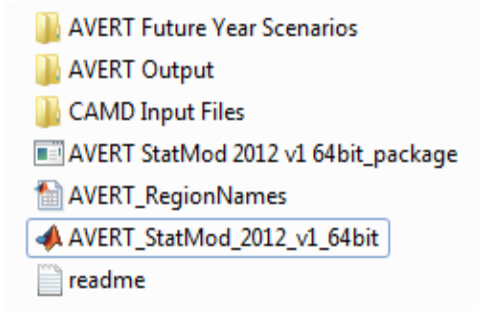 AVERT Future Year Scenarios
AVERT Output
CAMD Input Files
AVERT StatMod 2012 v1 64bit_package
AVERT_RegionNames
AVERT_StatMod_2012_v1_64bit
readme